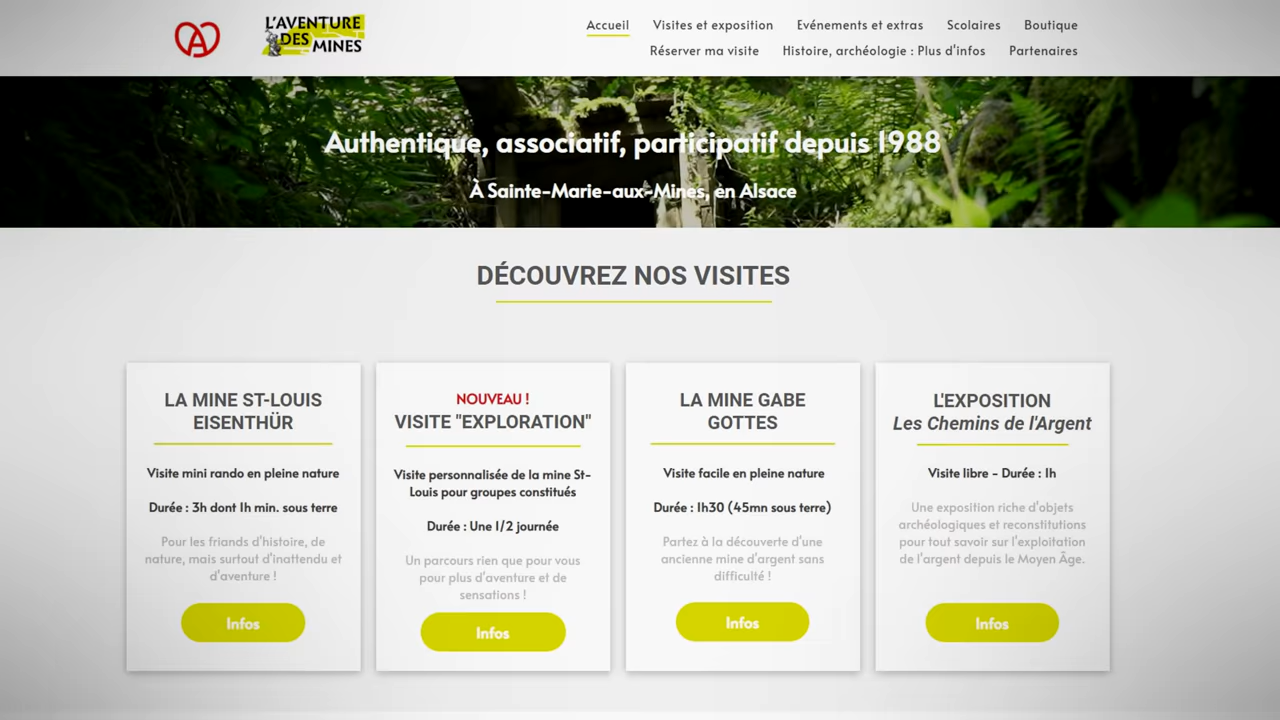 A
L'AVENTURE
DES MINES
Accueil Visites et exposition Evénements et extras Scolaires Boutique
Réserver ma visite Histoire, archéologie : Plus d'infos Partenaires
Authentique, associatif, participatif depuis 1988
À Sainte-Marie-aux-Mines, en Alsace
DÉCOUVREZ NOS VISITES
LA MINE ST-LOUIS
EISENTHÜR
Visite mini rando en pleine nature
Durée : 3h dont 1h min. sous terre
Pour les friands d'histoire, de
nature, mais surtout d'inattendu et
d'aventure !
Infos
NOUVEAU !
VISITE "EXPLORATION"
Visite personnalisée de la mine St-
Louis pour groupes constitués
Durée : Une 1/2 journée
Un parcours rien que pour vous
pour plus d'aventure et de
sensations !
Infos
LA MINE GABE
GOTTES
Visite facile en pleine nature
Durée : 1h30 (45mn sous terre)
Partez à la découverte d'une
ancienne mine d'argent sans
difficulté !
Infos
L'EXPOSITION
Les Chemins de l'Argent
Visite libre - Durée : 1h
Une exposition riche d'objets
archéologiques et reconstitutions
pour tout savoir sur l'exploitation
de l'argent depuis le Moyen Âge.
Infos